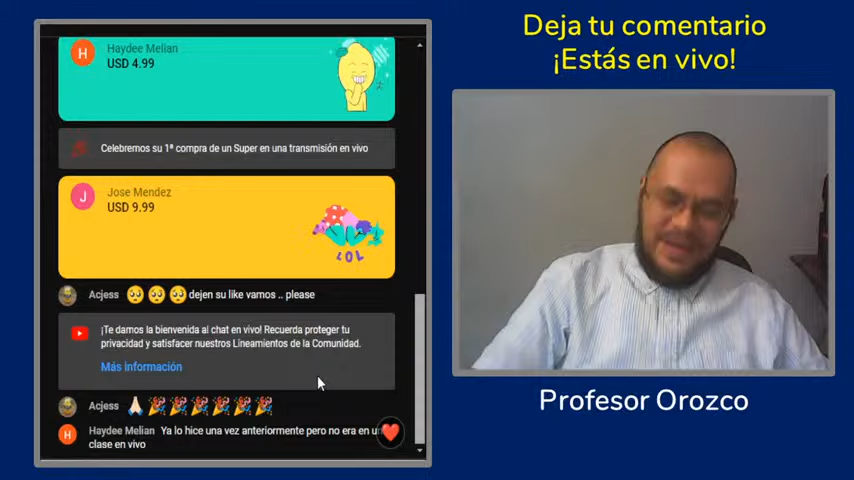 Deja tu comentario
¡Estás en vivo!
H
Haydee Melian
USD 4.99
Celebremos su 1ª compra de un Super en una transmisión en vivo
J
Jose Mendez
USD 9.99
LOL
Acjess 🥺🥺🥺 dejen su like vamos .. please
¡Te damos la bienvenida al chat en vivo! Recuerda proteger tu
privacidad y satisfacer nuestros Lineamientos de la Comunidad.
Más información
Acjess 🙏🏻🎉🎉🎉🎉🎉🎉
H
Haydee Melian Ya lo hice una vez anteriormente pero no era en un
clase en vivo
Profesor Orozco